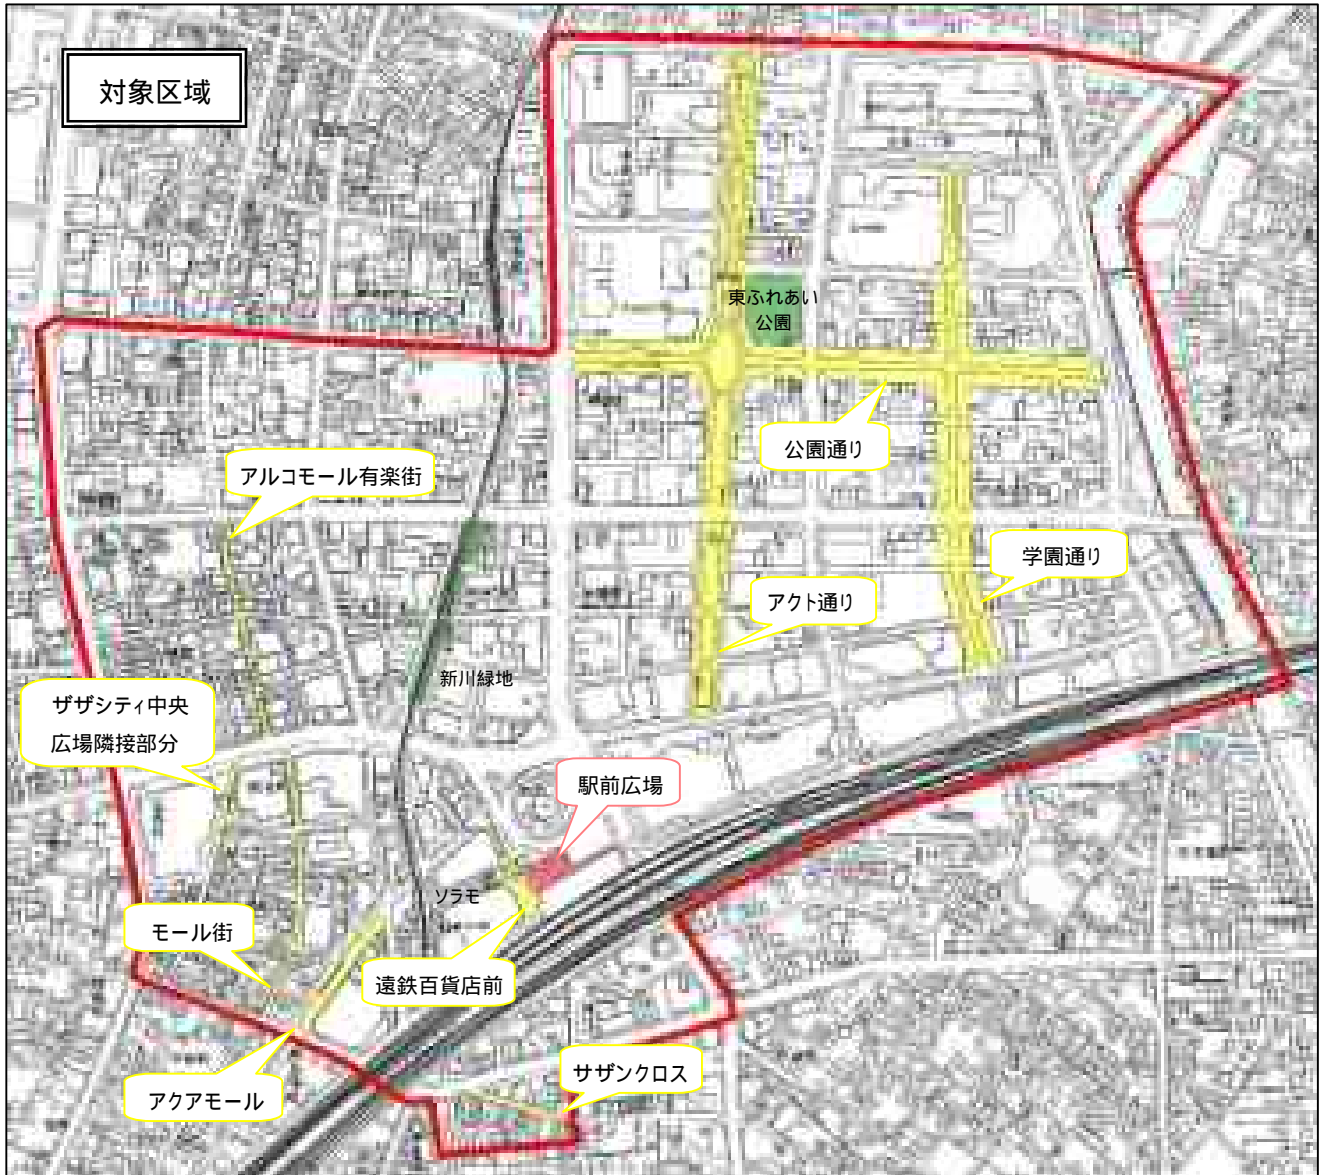 対象区域
東ふれあい
公園
公園通り
アルコモール有楽街
学園通り
アクト通り
新川緑地
ザザシティ中央
広場隣接部分
駅前広場
ソラモ
モール街
遠鉄百貨店前
サザンクロス
アクアモール